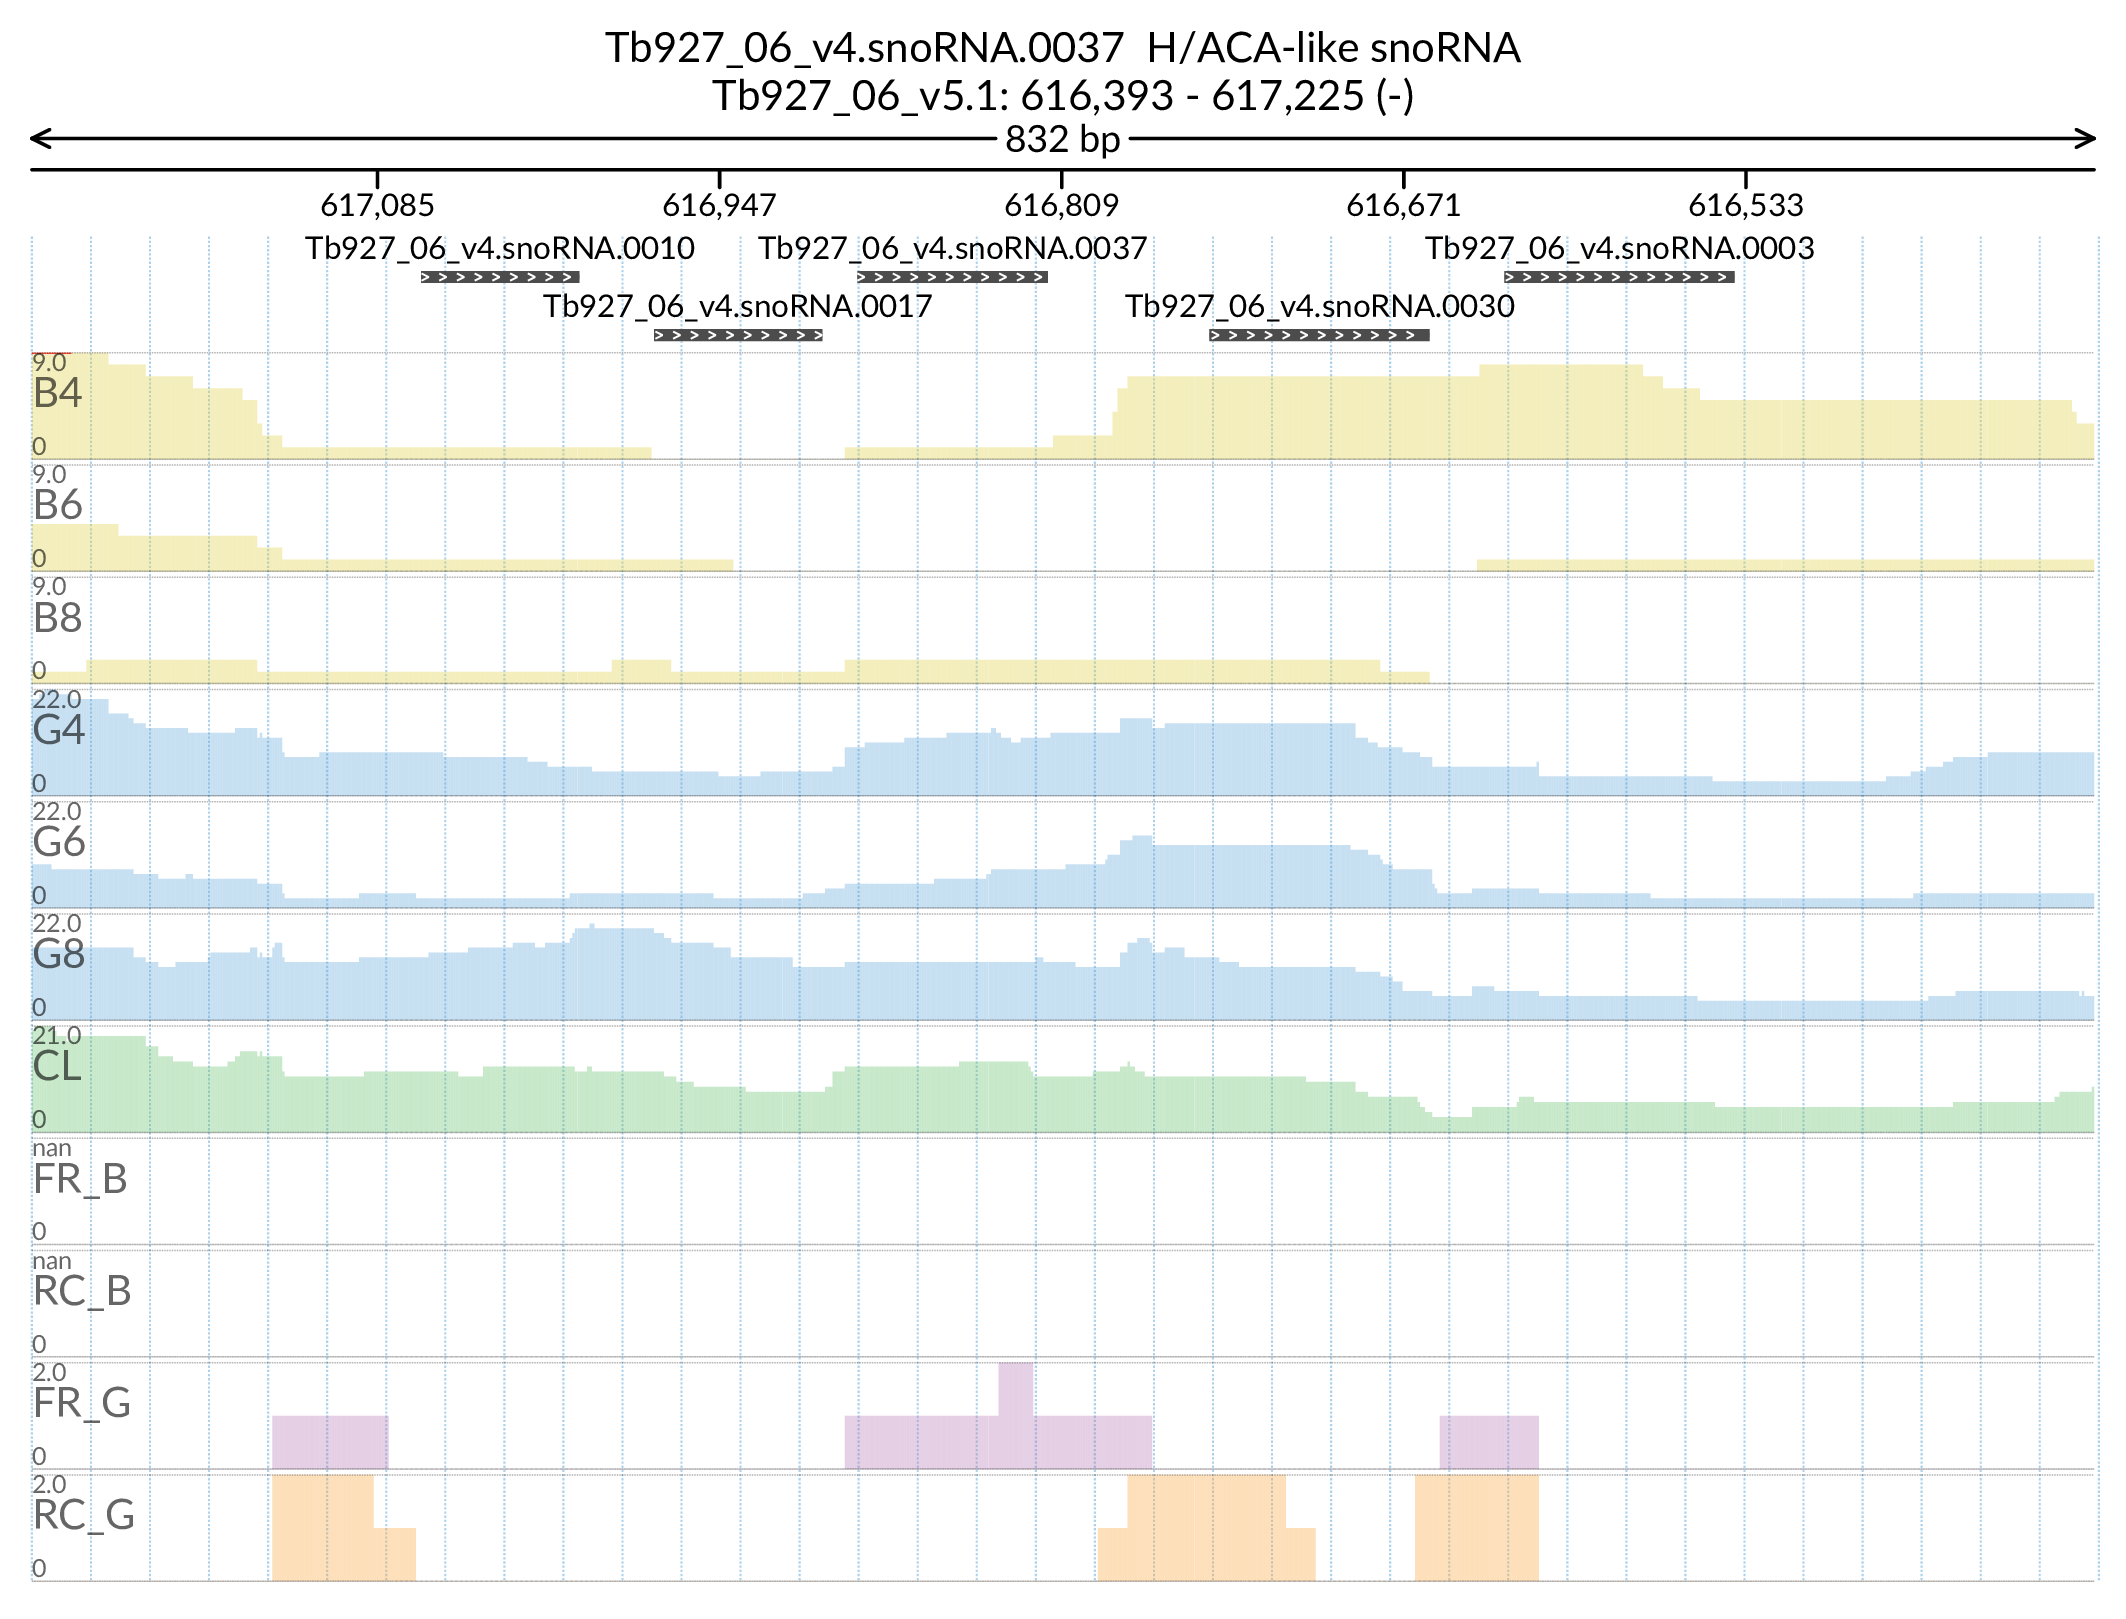 Tb927_06_v4.snoRNA.0037 H/ACA-like snoRNA
Tb927_06_v5.1: 616,393 - 617,225 (-)
832 bp
617,085 616,947 616,809 616,671 616,533
Tb927_06_v4.snoRNA.0010 Tb927_06_v4.snoRNA.0037 Tb927_06_v4.snoRNA.0003
Tb927_06_v4.snoRNA.0017 Tb927_06_v4.snoRNA.0030
9.0
B4
0
9.0
B6
0
9.0
B8
0
22.0
G4
0
22.0
G6
0
22.0
G8
0
21.0
CL
0
nan
FR_B
0
nan
RC_B
0
2.0
FR_G
0
2.0
RC_G
0